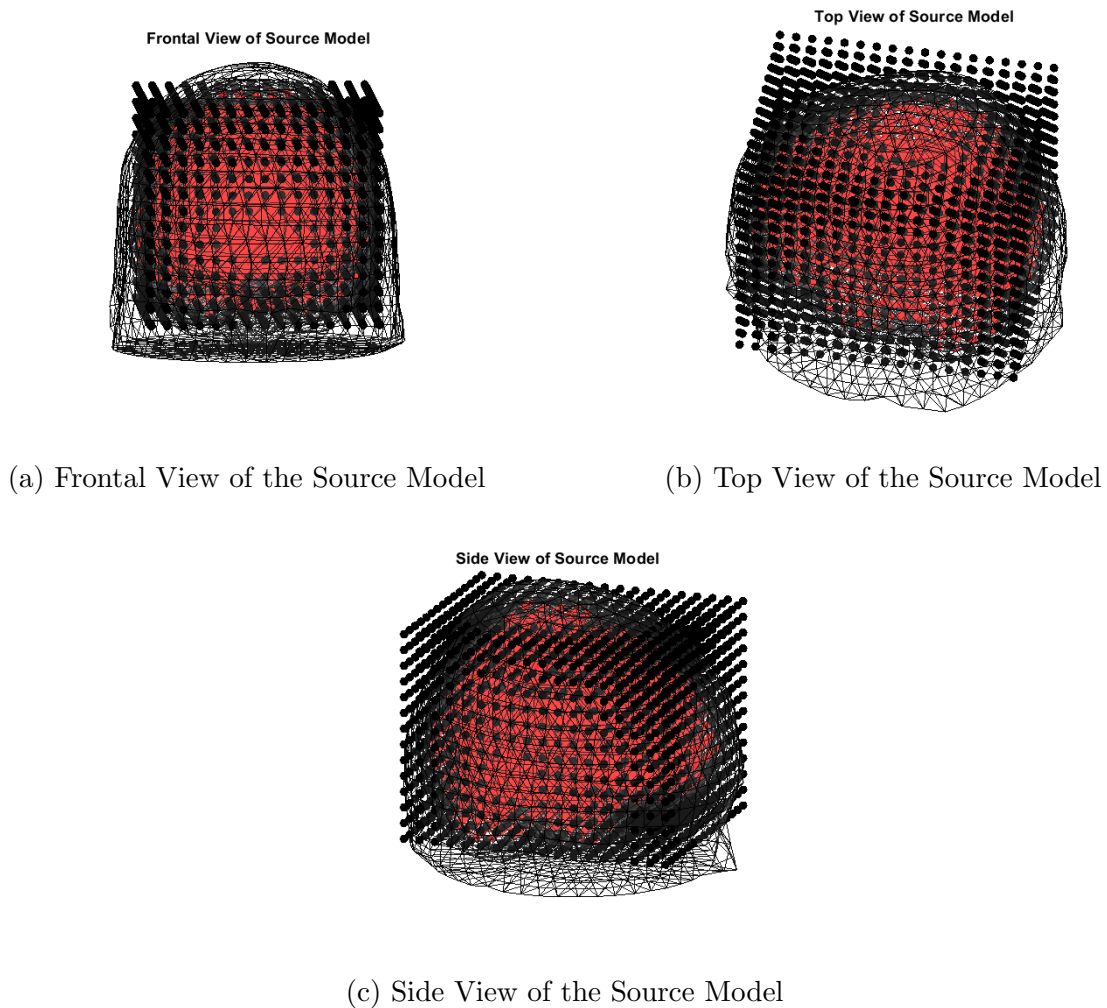 Frontal View of Source Model
Top View of Source Model
(a) Frontal View of the Source Model
(b) Top View of the Source Model
Side View of Source Model
(c) Side View of the Source Model